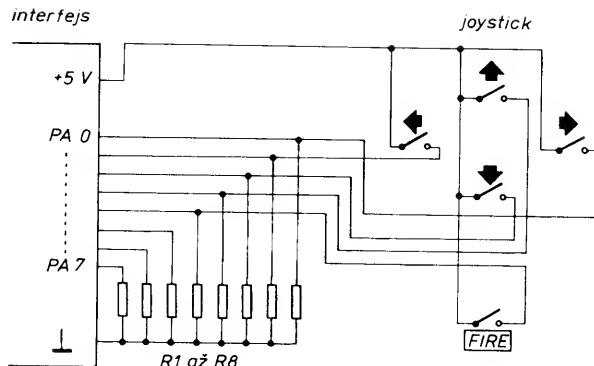 interfejs
joystick
+5 V
PA 0
PA 7
R1 až R8
FIRE